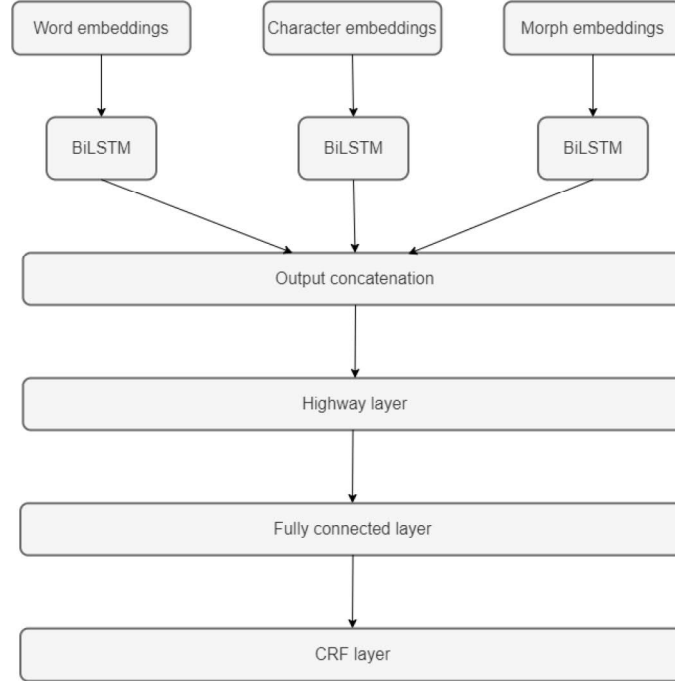 Word embeddings
Character embeddings
Morph embeddings
BiLSTM
BiLSTM
BiLSTM
Output concatenation
Highway layer
Fully connected layer
CRF layer